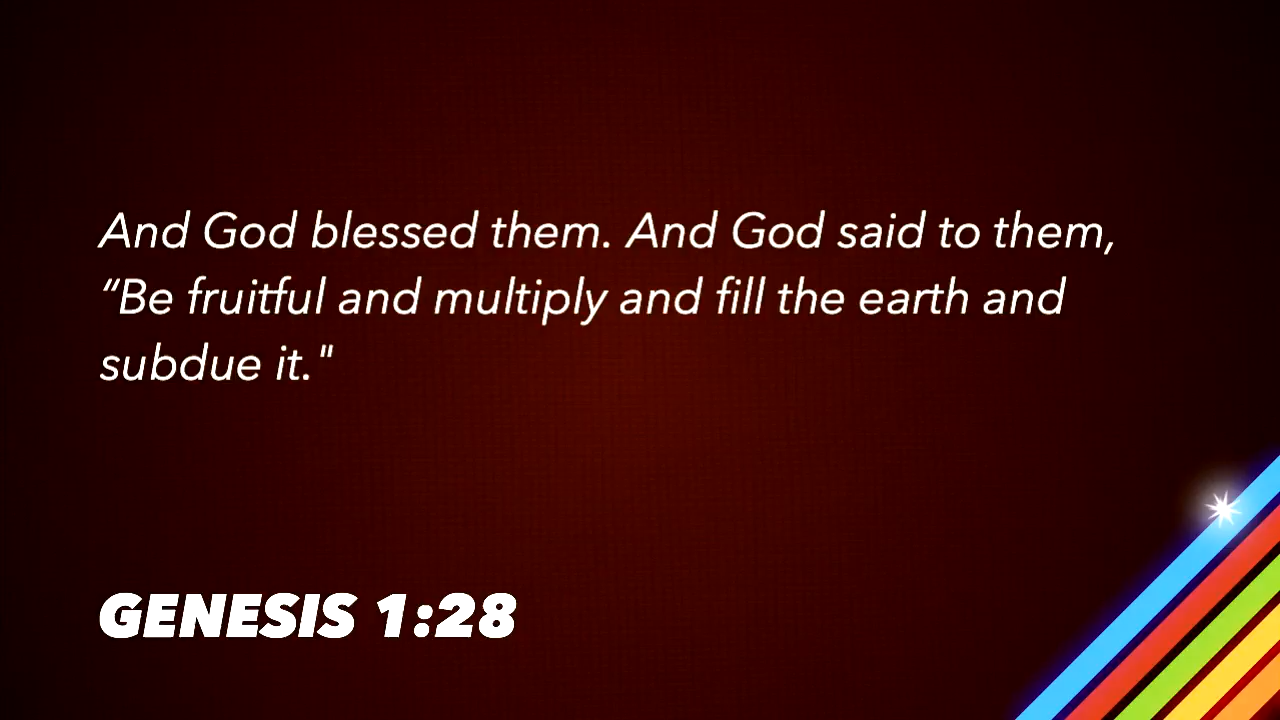 And God blessed them. And God said to them,
“Be fruitful and multiply and fill the earth and
subdue it."
GENESIS 1:28